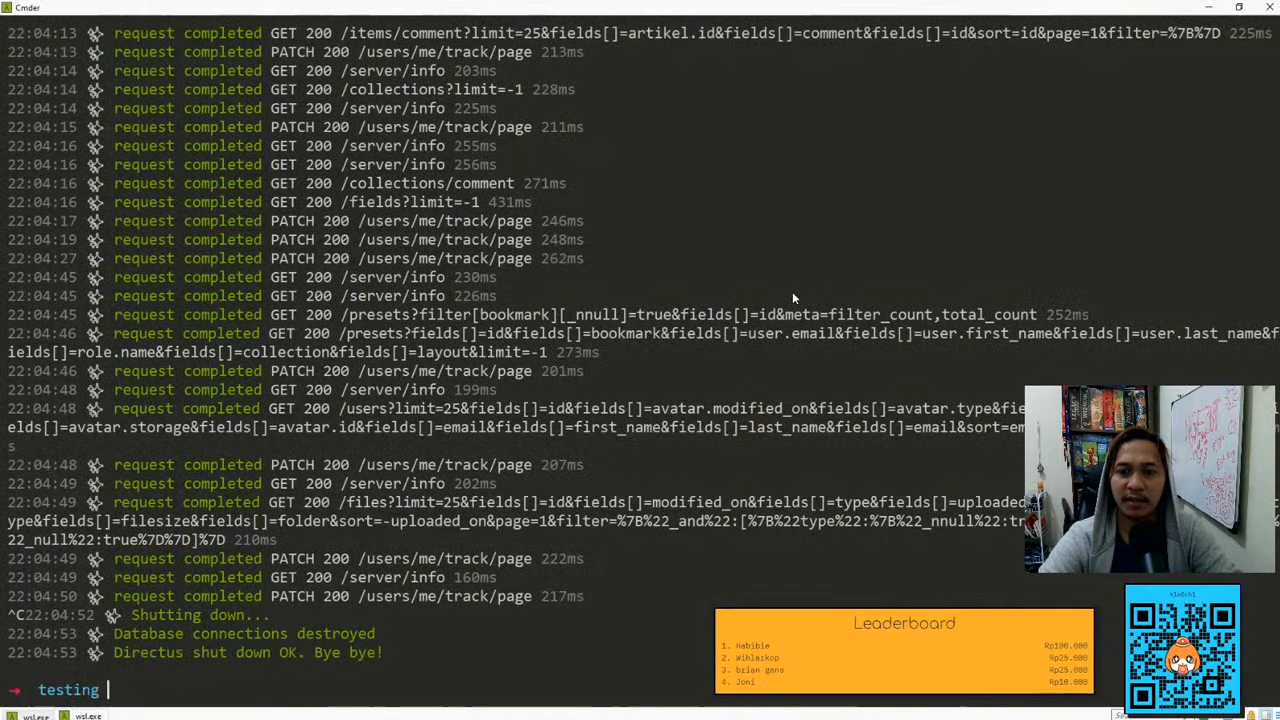 Cmder
22:04:13 request completed GET 200 /items/comment?limit=25&fields[]=artikel.id&fields[]=comment&fields[]=id&sort=id&page=1&filter=%7B%7D 225ms
22:04:13 request completed PATCH 200 /users/me/track/page 213ms
22:04:14 request completed GET 200 /server/info 203ms
22:04:14 request completed GET 200 /collections?limit=-1 228ms
22:04:14 request completed GET 200 /server/info 225ms
22:04:15 request completed PATCH 200 /users/me/track/page 211ms
22:04:16 request completed GET 200 /server/info 255ms
22:04:16 request completed GET 200 /server/info 256ms
22:04:16 request completed GET 200 /collections/comment 271ms
22:04:16 request completed GET 200 /fields?limit=-1 431ms
22:04:17 request completed PATCH 200 /users/me/track/page 246ms
22:04:19 request completed PATCH 200 /users/me/track/page 248ms
22:04:27 request completed PATCH 200 /users/me/track/page 262ms
22:04:45 request completed GET 200 /server/info 230ms
22:04:45 request completed GET 200 /server/info 226ms
22:04:45 request completed GET 200 /presets?filter[bookmark][_nnull]=true&fields[]=id&meta=filter_count,total_count 252ms
22:04:46 request completed GET 200 /presets?fields[]=id&fields[]=bookmark&fields[]=user.email&fields[]=user.first_name&fields[]=user.last_name&f
ields[]=role.name&fields[]=collection&fields[]=layout&limit=-1 273ms
22:04:46 request completed PATCH 200 /users/me/track/page 201ms
22:04:48 request completed GET 200 /server/info 199ms
22:04:48 request completed GET 200 /users?limit=25&fields[]=id&fields[]=avatar.modified_on&fields[]=avatar.type&fi
elds[]=avatar.storage&fields[]=avatar.id&fields[]=email&fields[]=first_name&fields[]=last_name&fields[]=email&sort=em
s
22:04:48 request completed PATCH 200 /users/me/track/page 207ms
22:04:49 request completed GET 200 /server/info 202ms
22:04:49 request completed GET 200 /files?limit=25&fields[]=id&fields[]=modified_on&fields[]=type&fields[]=uploaded
ype&fields[]=filesize&fields[]=folder&sort=-uploaded_on&page=1&filter=%7B%22_and%22:[%7B%22type%22:%7B%22_nnull%22:tr
22_null%22:true%7D%7D]%7D 210ms
22:04:49 request completed PATCH 200 /users/me/track/page 222ms
22:04:49 request completed GET 200 /server/info 160ms
22:04:50 request completed PATCH 200 /users/me/track/page 217ms
^C22:04:52 Shutting down...
22:04:53 Database connections destroyed
22:04:53 Directus shut down OK. Bye bye!
→ testing
Leaderboard
1. Habibie Rp100.000
2. Wihlarkop Rp25.000
3. brian gans Rp25.000
4. Joni Rp10.000
wsl.exe wsl.exe